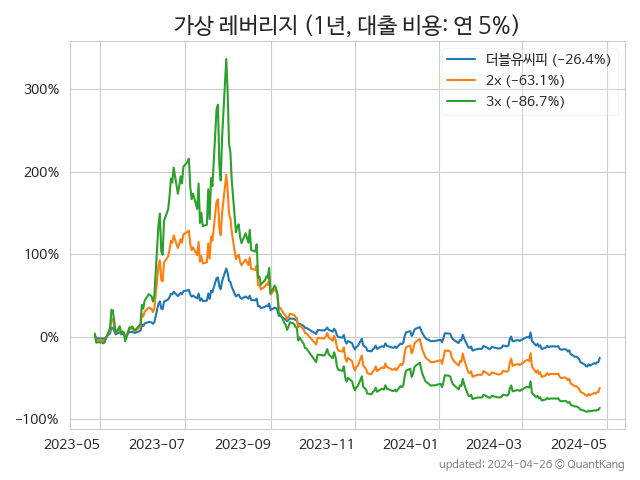 가상 레버리지 (1년, 대출 비용: 연 5%)
더블유씨피 (−26.4%)
2x (−63.1%)
3x (−86.7%)
300%
200%
100%
0%
−100%
2023-05 2023-07 2023-09 2023-11 2024-01 2024-03 2024-05
updated: 2024-04-26 © QuantKang